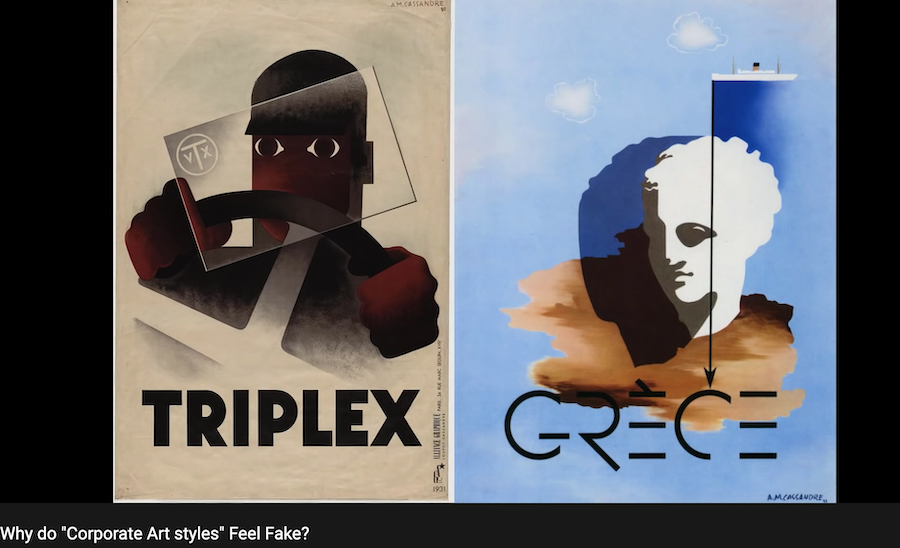 A.M.CASSANDRE
VTX
TRIPLEX
1931
GRÈCE
A.M.CASSANDRE
Why do "Corporate Art styles" Feel Fake?